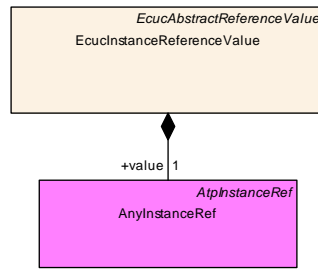 EcucAbstractReferenceValue
EcucInstanceReferenceValue
+value 1
AtpInstanceRef
AnyInstanceRef